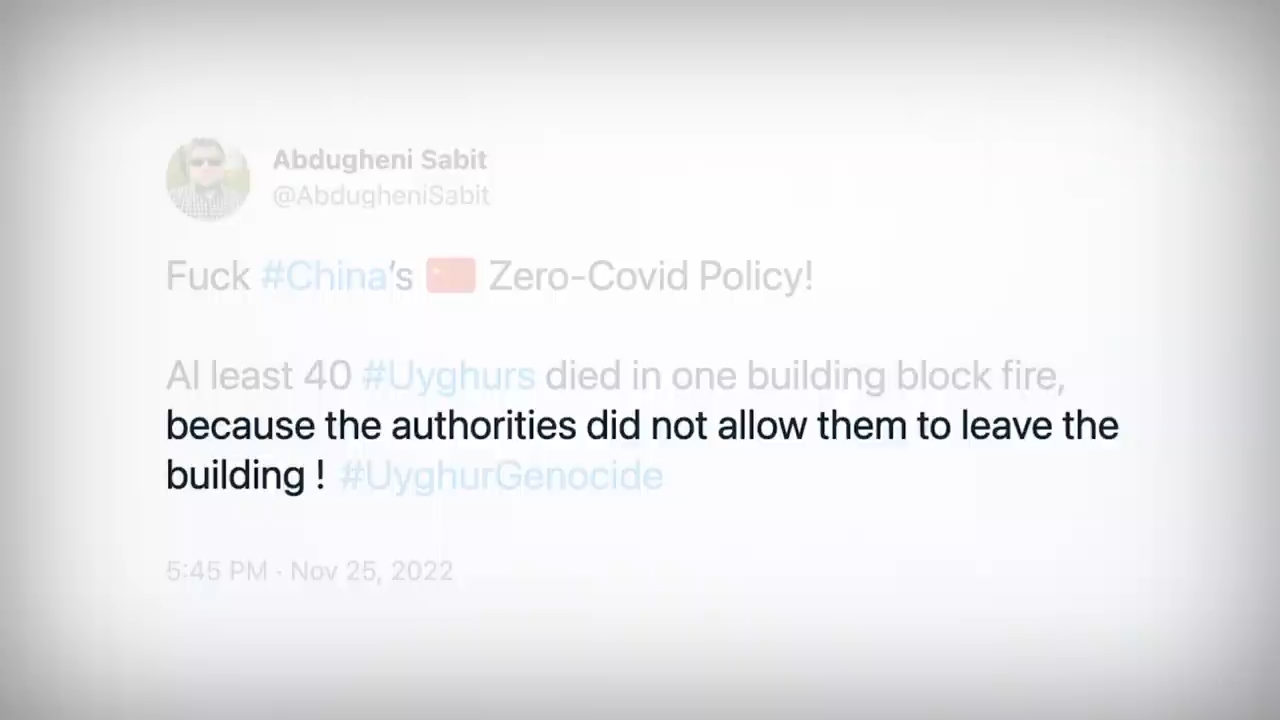 Abdugheni Sabit
@AbdugheniSabit
Fuck #China's 🇨🇳 Zero-Covid Policy!
Al least 40 #Uyghurs died in one building block fire,
because the authorities did not allow them to leave the
building ! #UyghurGenocide
5:45 PM · Nov 25, 2022